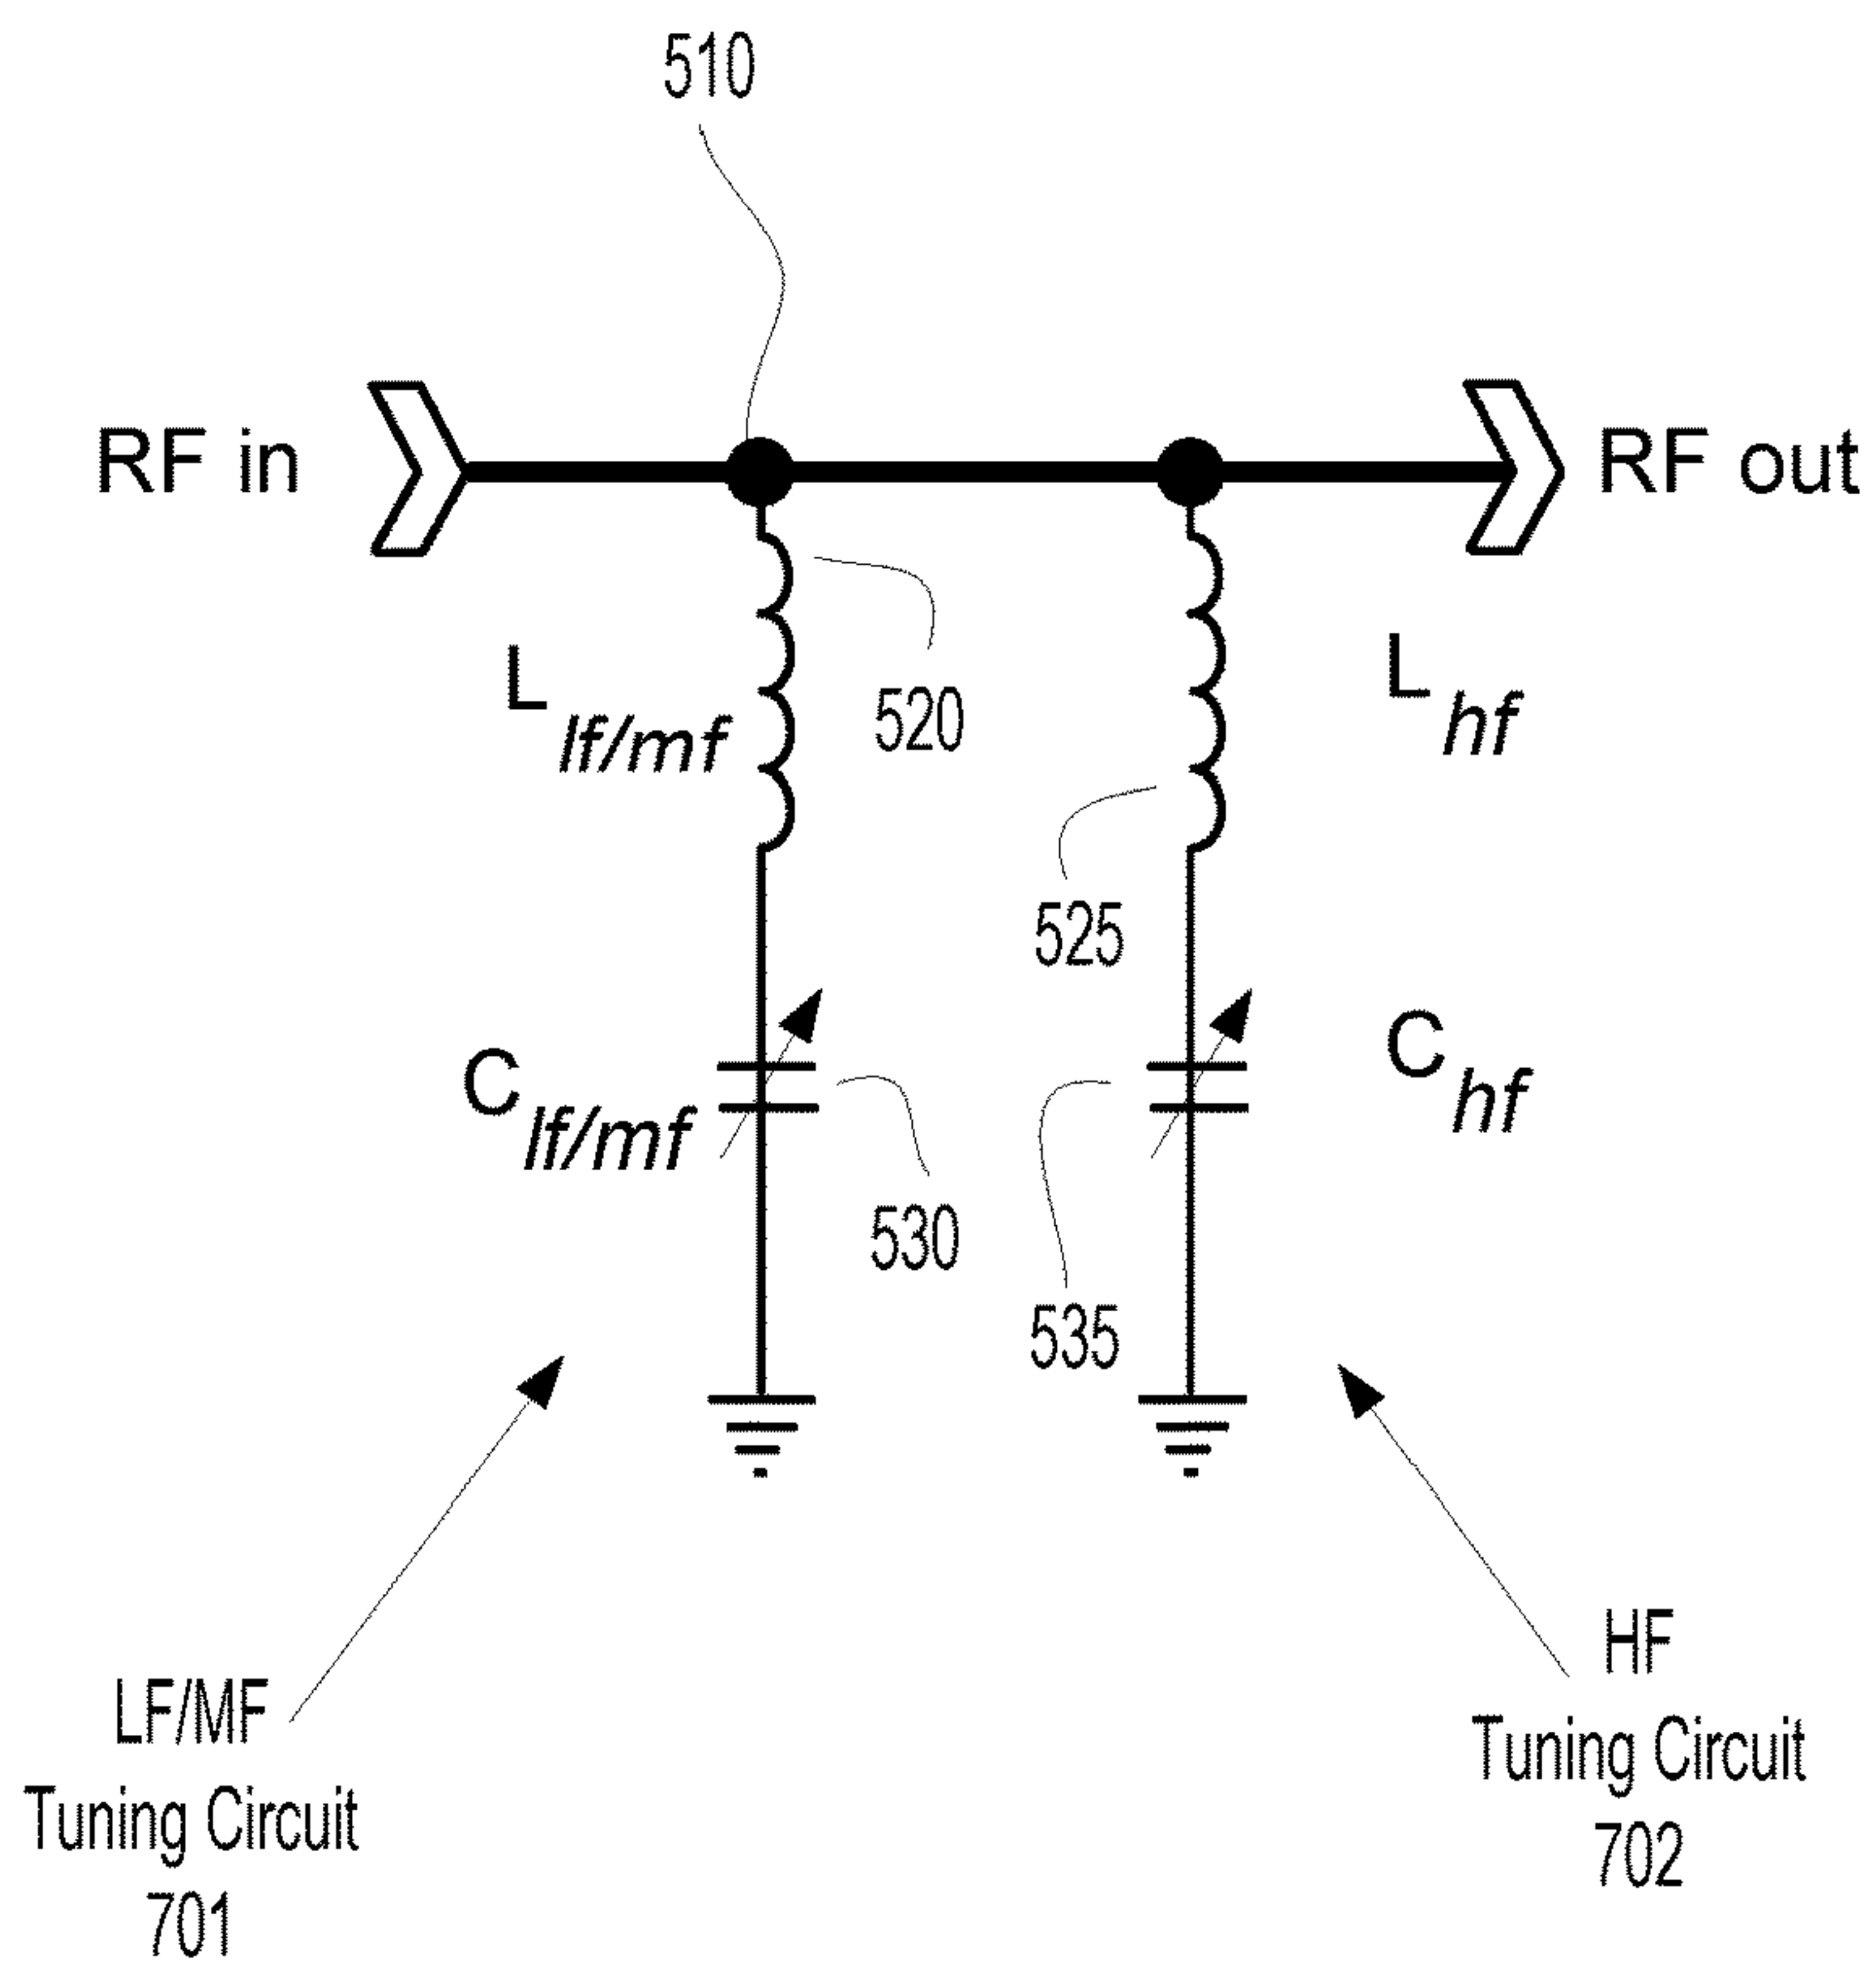 510
RF in
RF out
L lf/mf
520
L hf
525
C lf/mf
530
C hf
535
LF/MF
Tuning Circuit
701
HF
Tuning Circuit
702